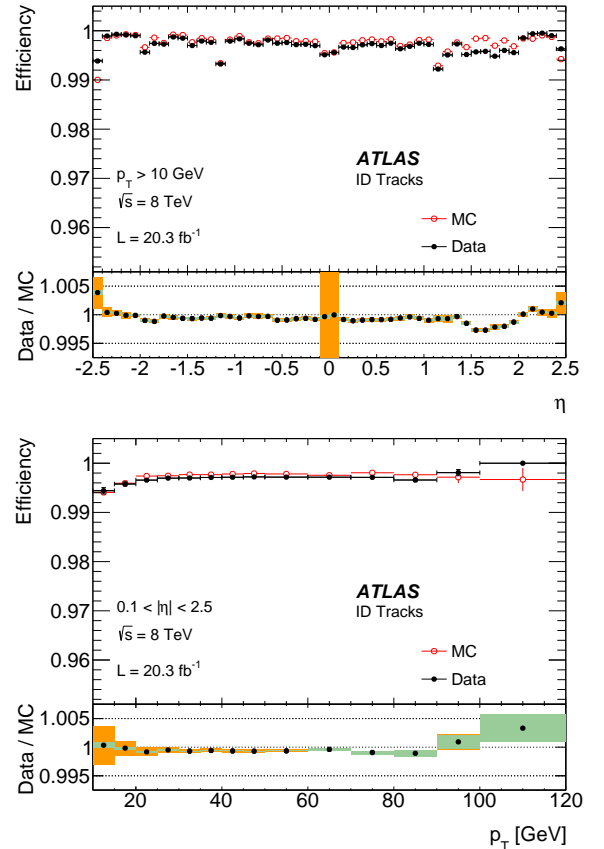 Efficiency
1
0.99
0.98
0.97
0.96
ATLAS
ID Tracks
p_T > 10 GeV
√s = 8 TeV
L = 20.3 fb⁻¹
MC
Data
Data / MC
1.005
1
0.995
-2.5 -2 -1.5 -1 -0.5 0 0.5 1 1.5 2 2.5
η
Efficiency
1
0.99
0.98
0.97
0.96
ATLAS
ID Tracks
0.1 < |η| < 2.5
√s = 8 TeV
L = 20.3 fb⁻¹
MC
Data
Data / MC
1.005
1
0.995
20 40 60 80 100 120
p_T [GeV]